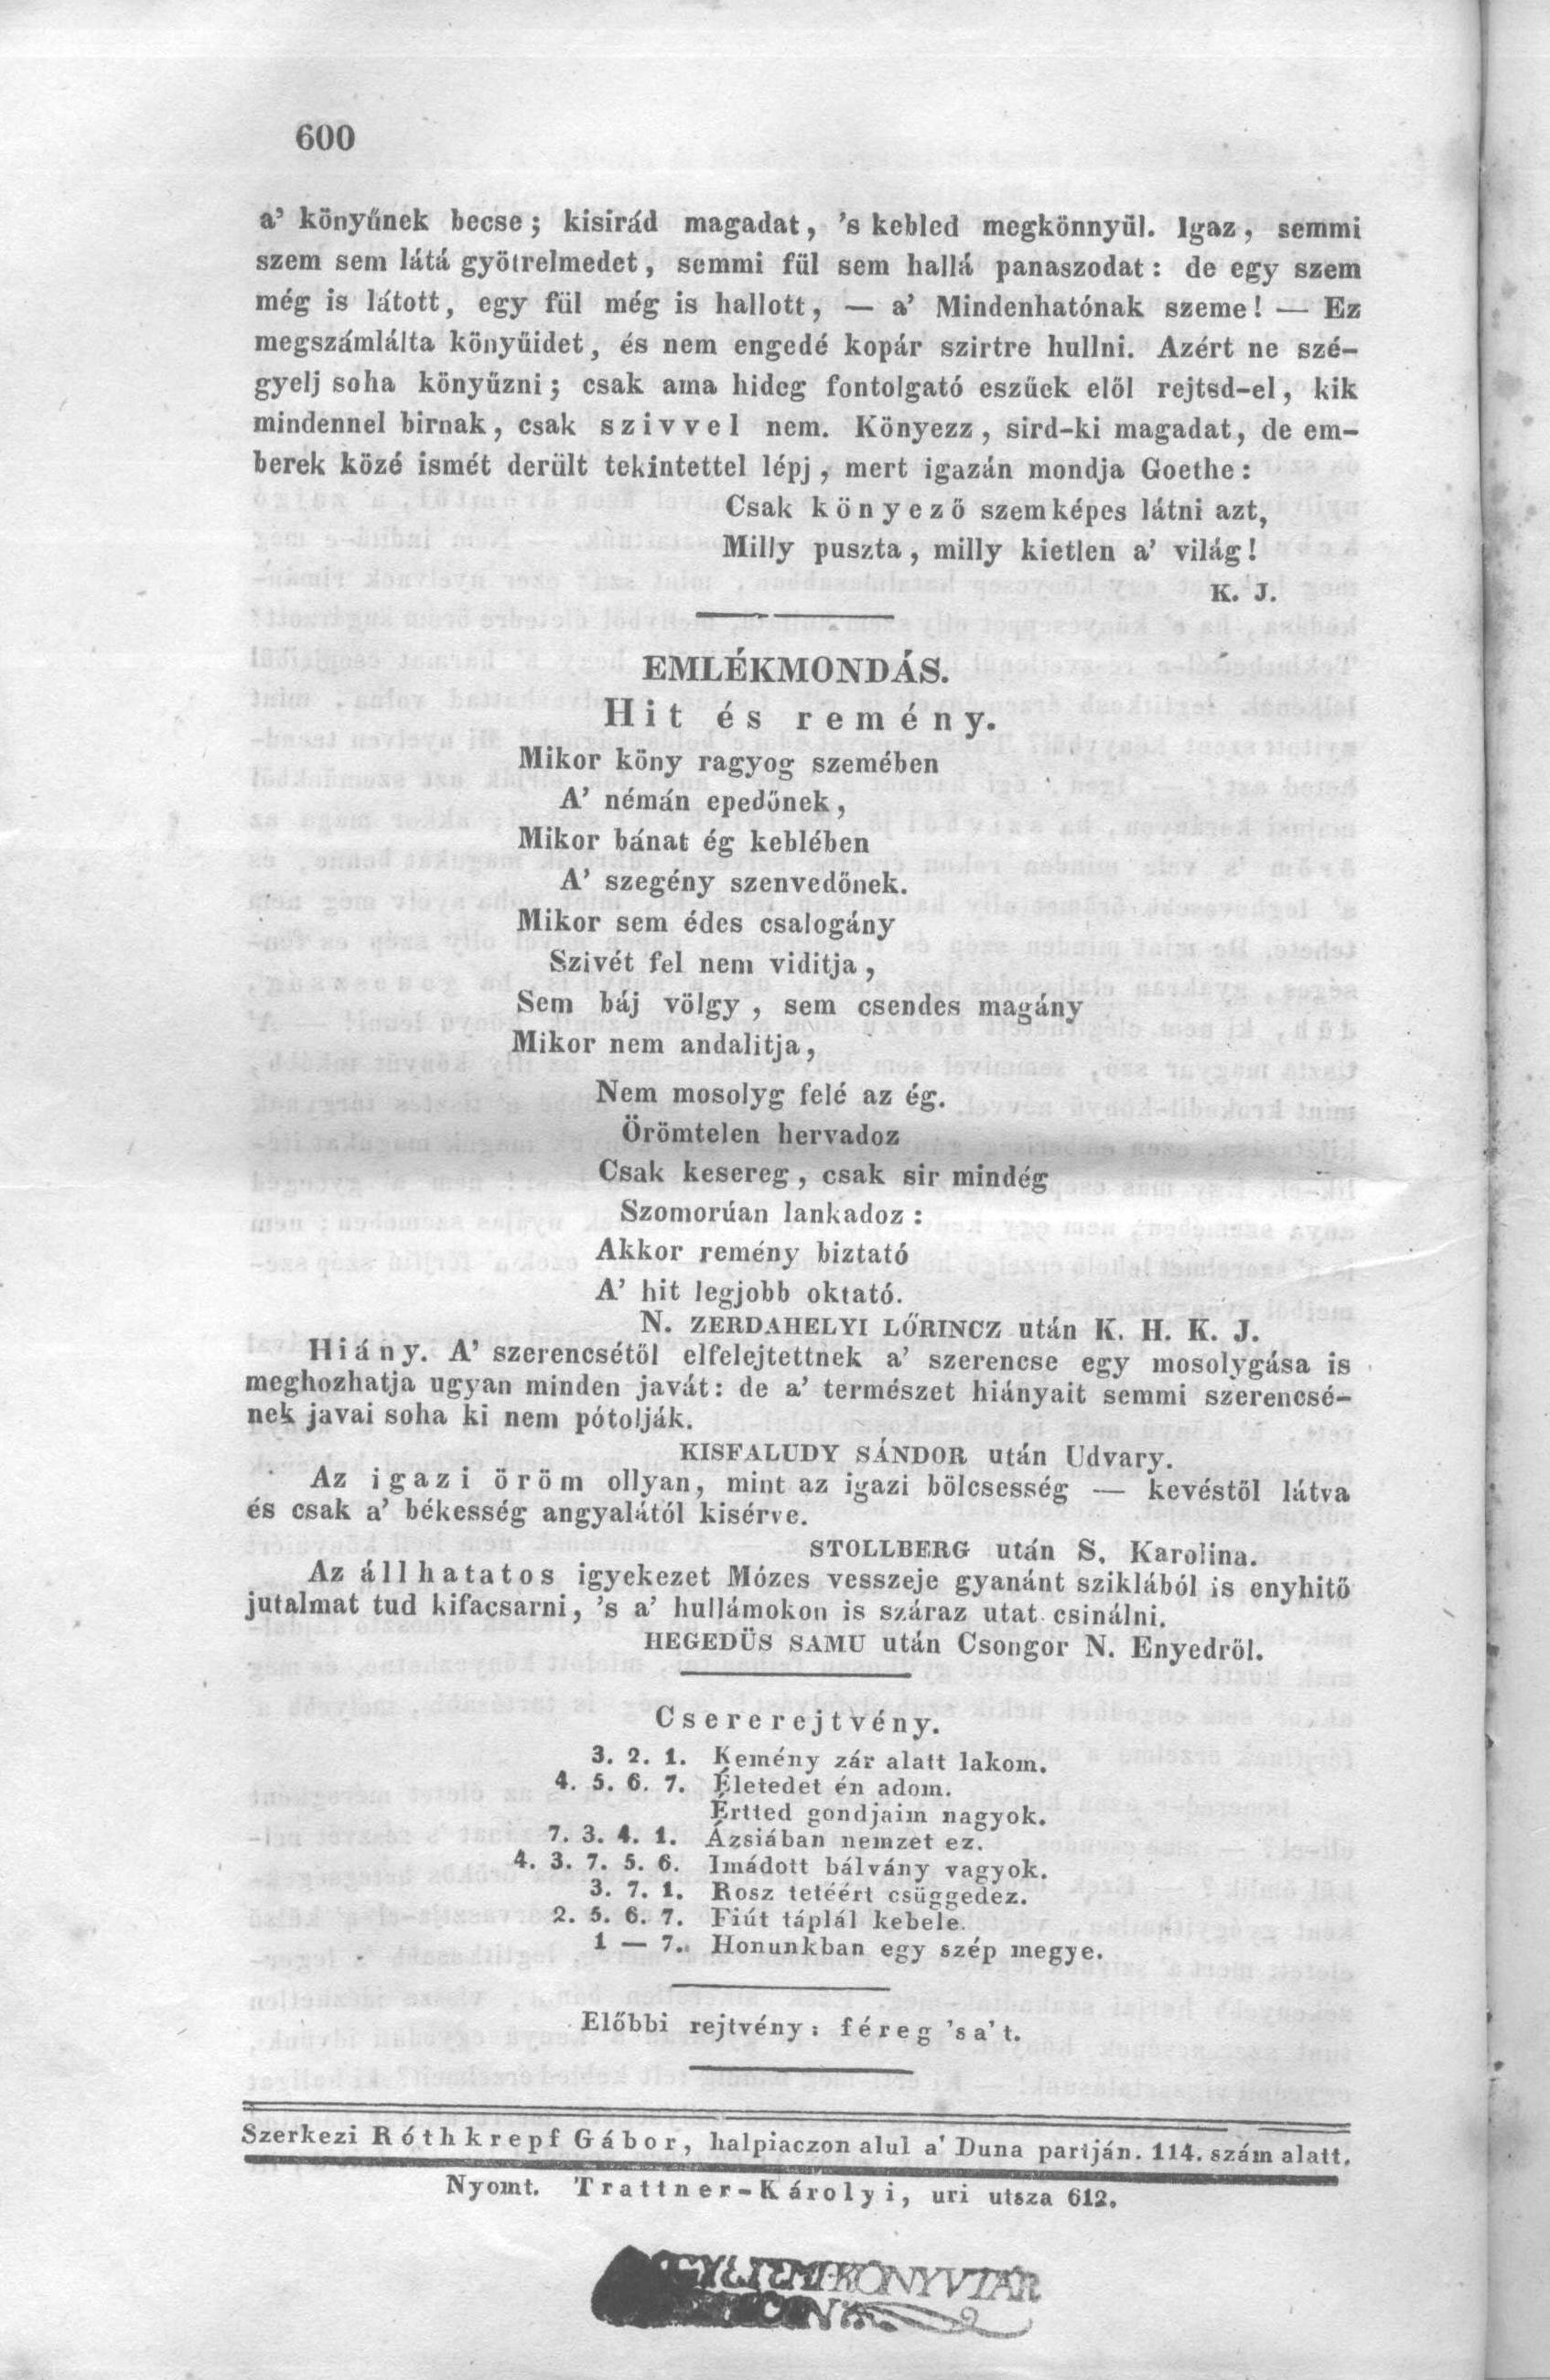 600
a’ könyűnek becse; kisirád magadat, ’s kebled megkönnyül. Igaz, semmi
szem sem látá gyötrelmedet, semmi fül sem hallá panaszodat: de egy szem
még is látott, egy fül még is hallott, — a’ Mindenhatónak szeme! — Ez
megszámlálta könyűidet, és nem engedé kopár szirtre hullni. Azért ne szé-
gyelj soha könyűzni; csak ama hideg fontolgató eszűek elől rejtsd-el, kik
mindennel birnak, csak szivvel nem. Könyezz, sird-ki magadat, de em-
berek közé ismét derült tekintettel lépj, mert igazán mondja Goethe:
Csak könyező szem képes látni azt,
Milly puszta, milly kietlen a’ világ!
K. J.
EMLÉKMONDÁS.
Hit és remény.
Mikor köny ragyog szemében
A’ némán epedőnek,
Mikor bánat ég keblében
A’ szegény szenvedőnek.
Mikor sem édes csalogány
Szivét fel nem viditja,
Sem báj völgy, sem csendes magány
Mikor nem andalitja,
Nem mosolyg felé az ég.
Örömtelen hervadoz
Csak kesereg, csak sir mindég
Szomorúan lankadoz:
Akkor remény biztató
A’ hit legjobb oktató.
N. ZERDAHELYI LŐRINCZ után K. H. K. J.
Hiány. A’ szerencsétöl elfelejtettnek a’ szerencse egy mosolygása is
meghozhatja ugyan minden javát: de a’ természet hiányait semmi szerencsé-
nek javai soha ki nem pótolják.
KISFALUDY SÁNDOR után Udvary.
Az igazi öröm ollyan, mint az igazi bölcsesség — kevéstől látva
és csak a’ békesség angyalától kisérve.
STOLLBERG után S. Karolina.
Az állhatatos igyekezet Mózes vesszeje gyanánt sziklából is enyhitő
jutalmat tud kifacsarni, ’s a’ hullámokon is száraz utat csinálni.
HEGEDÜS SAMU után Csongor N. Enyedről.
Csererejtvény.
3. 2. 1. Kemény zár alatt lakom.
4. 5. 6. 7. Életedet én adom.
Értted gondjaim nagyok.
7. 3. 4. 1. Ázsiában nemzet ez.
4. 3. 7. 5. 6. Imádott bálvány vagyok.
3. 7. 1. Rosz tetéért csüggedez.
2. 5. 6. 7. Fiút táplál kebele.
1 — 7. Honunkban egy szép megye.
Előbbi rejtvény: féreg ’s a’ t.
Szerkezi Róthkrepf Gábor, halpiaczon alul a’ Duna partján. 114. szám alatt.
Nyomt. Trattner-Károlyi, uri utsza 612.